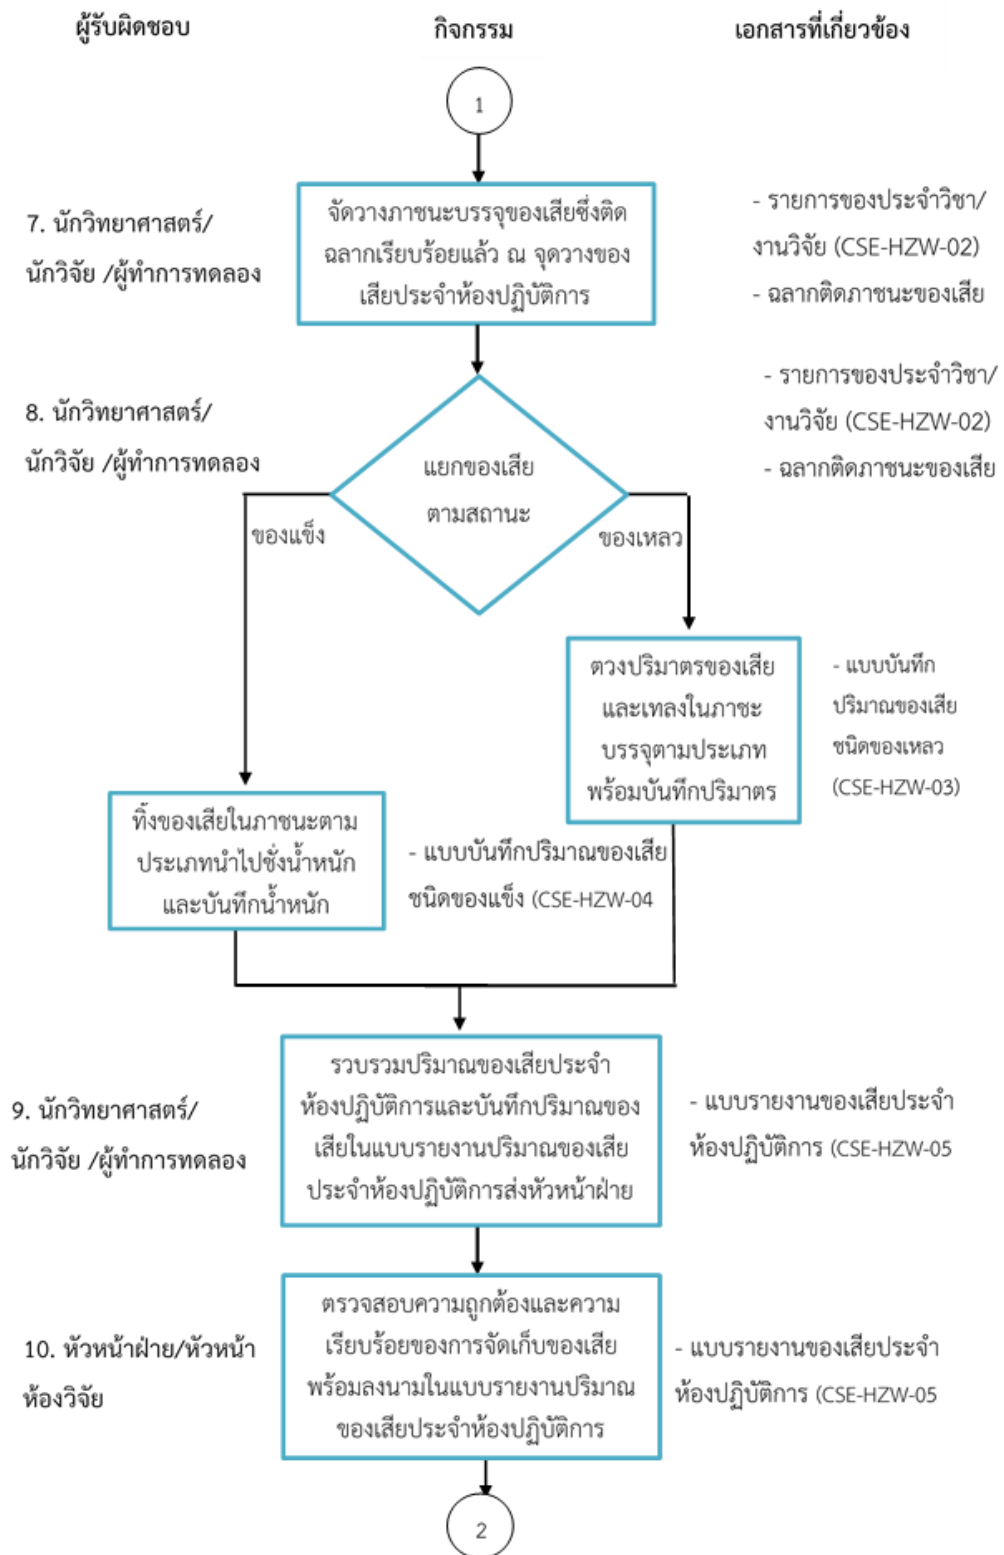 ผู้รับผิดชอบ
กิจกรรม
เอกสารที่เกี่ยวข้อง
1
7. นักวิทยาศาสตร์/
นักวิจัย /ผู้ทำการทดลอง
จัดวางภาชนะบรรจุของเสียซึ่งติด
ฉลากเรียบร้อยแล้ว ณ จุดวางของ
เสียประจำห้องปฏิบัติการ
- รายการของประจำวิชา/
งานวิจัย (CSE-HZW-02)
- ฉลากติดภาชนะของเสีย
8. นักวิทยาศาสตร์/
นักวิจัย /ผู้ทำการทดลอง
แยกของเสีย
ตามสถานะ
- รายการของประจำวิชา/
งานวิจัย (CSE-HZW-02)
- ฉลากติดภาชนะของเสีย
ของแข็ง
ของเหลว
ตวงปริมาตรของเสีย
และเทลงในภาชะ
บรรจุตามประเภท
พร้อมบันทึกปริมาตร
- แบบบันทึก
ปริมาณของเสีย
ชนิดของเหลว
(CSE-HZW-03)
ทิ้งของเสียในภาชนะตาม
ประเภทนำไปชั่งน้ำหนัก
และบันทึกน้ำหนัก
- แบบบันทึกปริมาณของเสีย
ชนิดของแข็ง (CSE-HZW-04
9. นักวิทยาศาสตร์/
นักวิจัย /ผู้ทำการทดลอง
รวบรวมปริมาณของเสียประจำ
ห้องปฏิบัติการและบันทึกปริมาณของ
เสียในแบบรายงานปริมาณของเสีย
ประจำห้องปฏิบัติการส่งหัวหน้าฝ่าย
- แบบรายงานของเสียประจำ
ห้องปฏิบัติการ (CSE-HZW-05
10. หัวหน้าฝ่าย/หัวหน้า
ห้องวิจัย
ตรวจสอบความถูกต้องและความ
เรียบร้อยของการจัดเก็บของเสีย
พร้อมลงนามในแบบรายงานปริมาณ
ของเสียประจำห้องปฏิบัติการ
- แบบรายงานของเสียประจำ
ห้องปฏิบัติการ (CSE-HZW-05
2